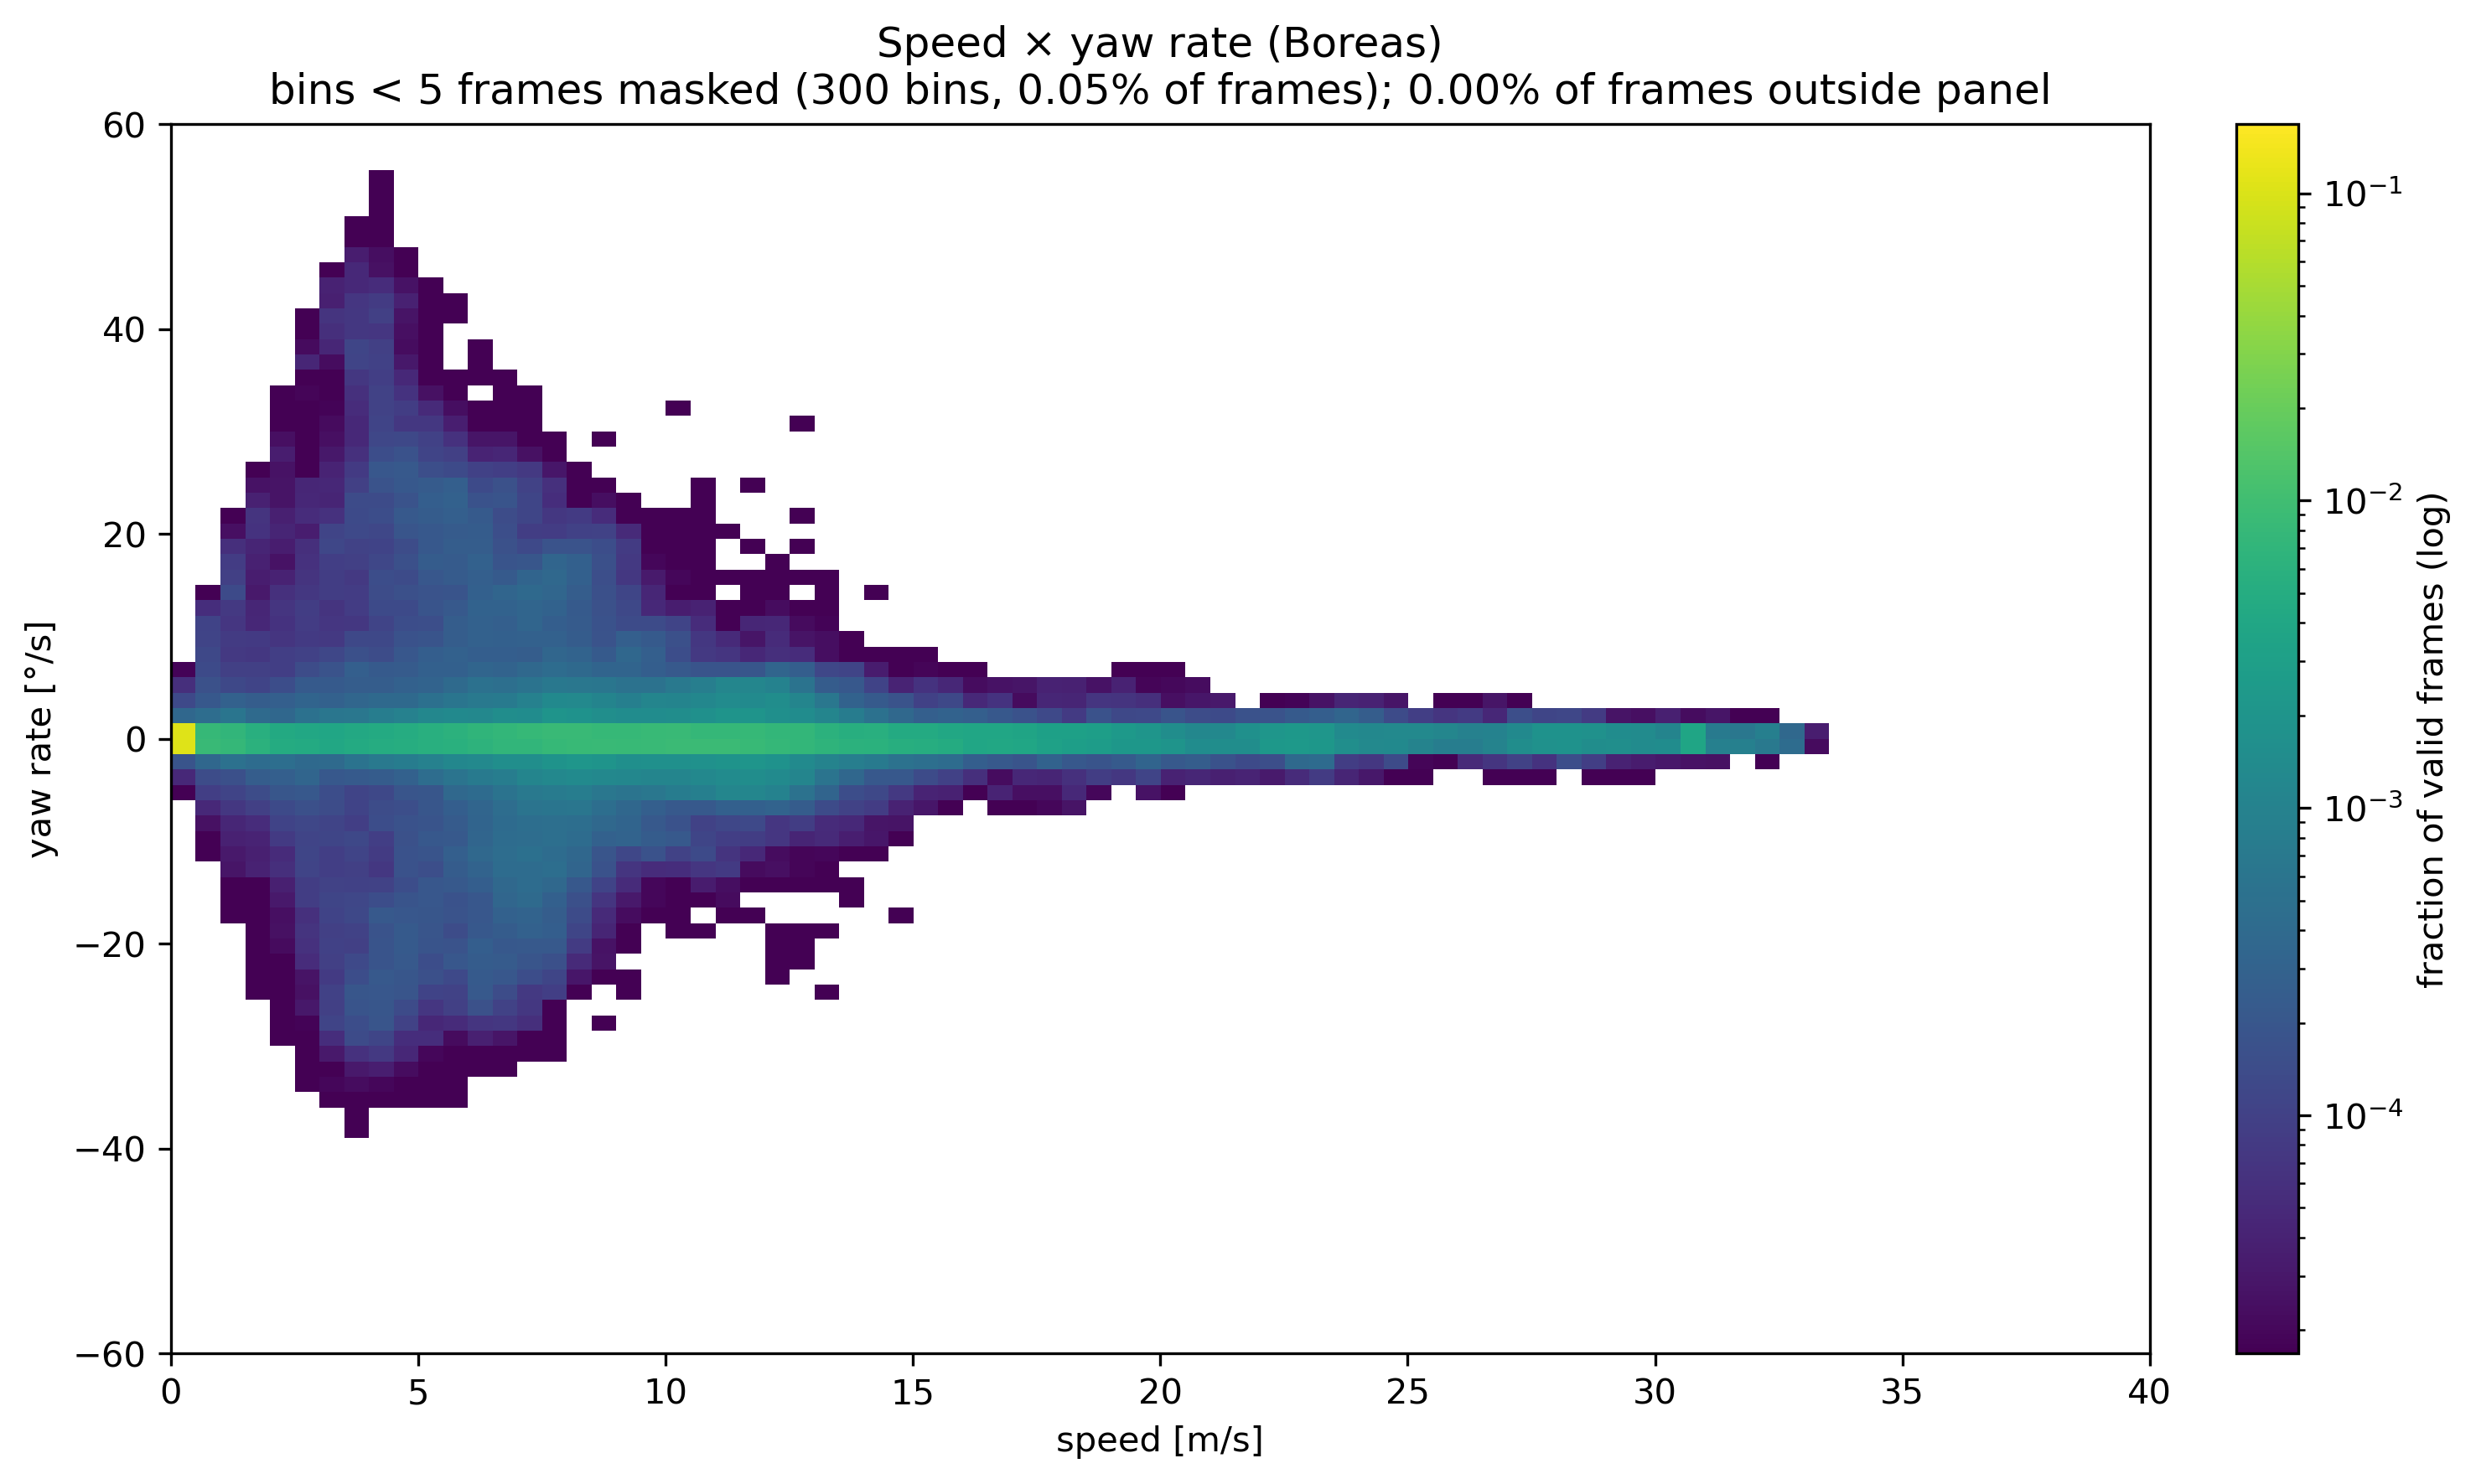 Speed × yaw rate (Boreas)
bins < 5 frames masked (300 bins, 0.05% of frames); 0.00% of frames outside panel
60
40
20
0
−20
−40
−60
yaw rate [°/s]
0 5 10 15 20 25 30 35 40
speed [m/s]
10⁻¹
10⁻²
10⁻³
10⁻⁴
fraction of valid frames (log)